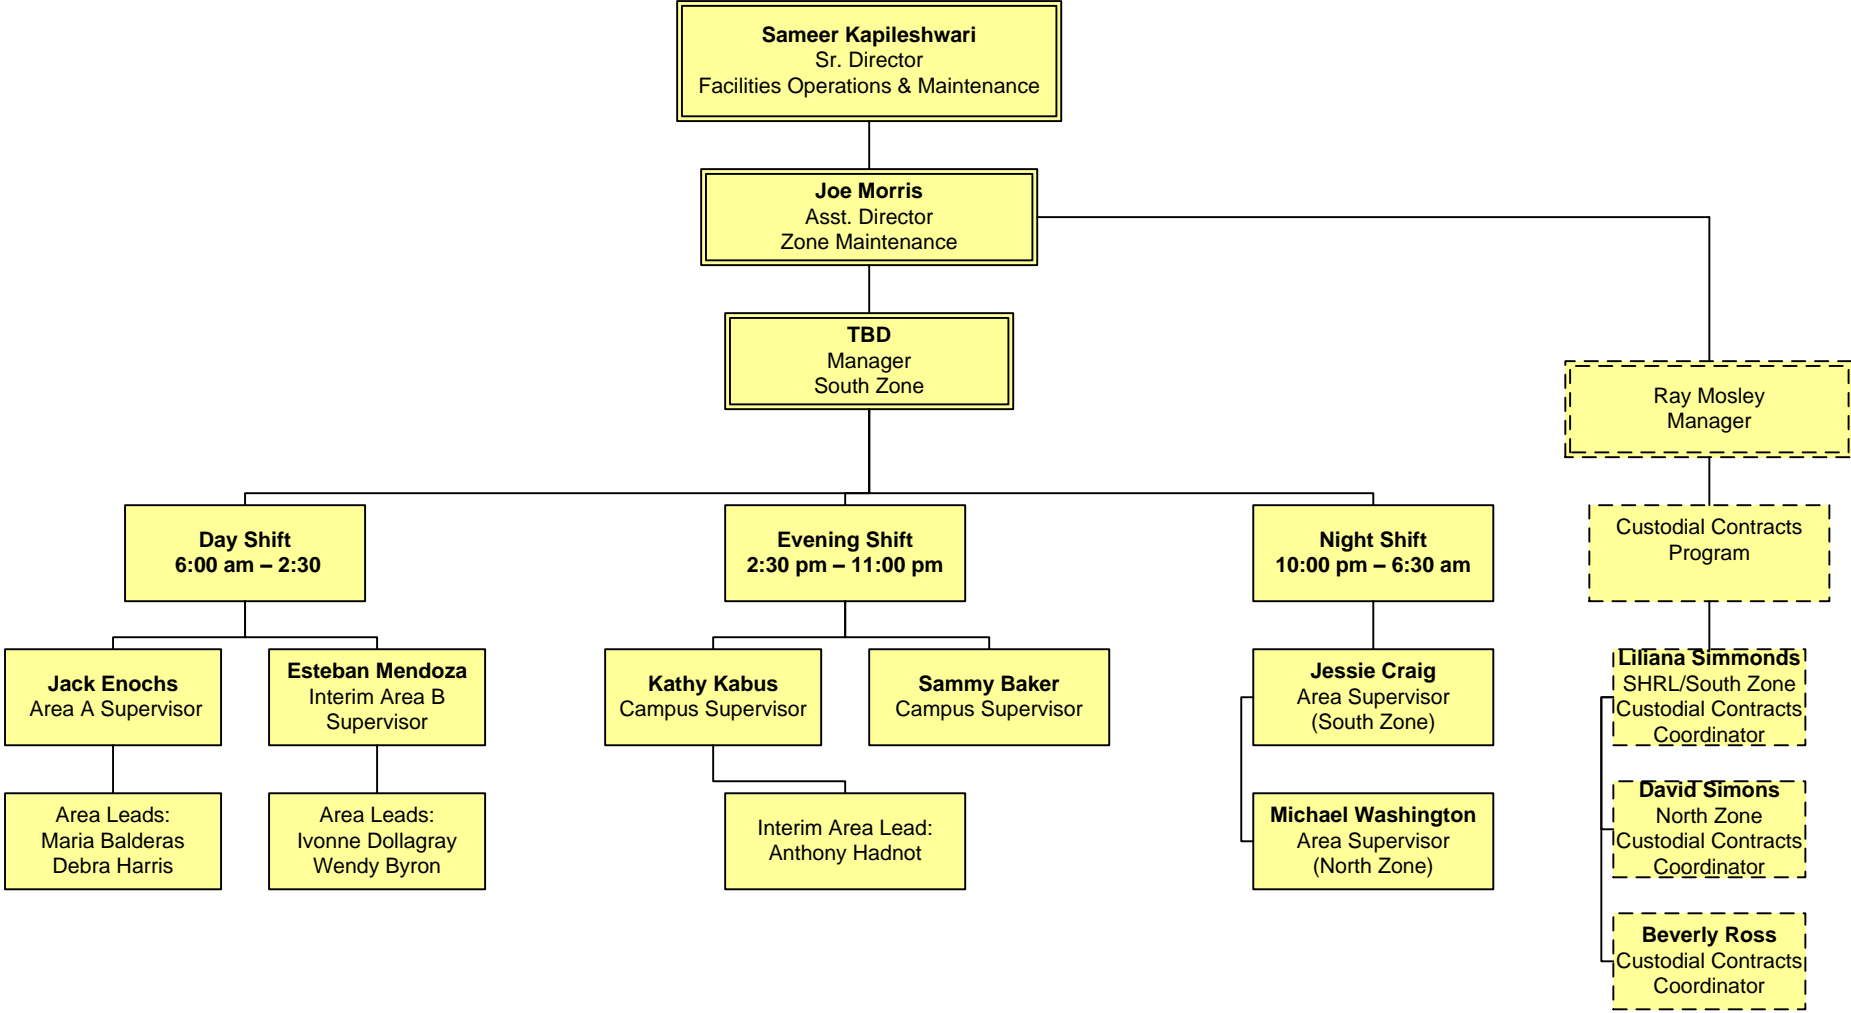 Sameer Kapileshwari
Sr. Director
Facilities Operations & Maintenance
Joe Morris
Asst. Director
Zone Maintenance
TBD
Manager
South Zone
Ray Mosley
Manager
Day Shift
6:00 am – 2:30
Evening Shift
2:30 pm – 11:00 pm
Night Shift
10:00 pm – 6:30 am
Custodial Contracts
Program
Jack Enochs
Area A Supervisor
Esteban Mendoza
Interim Area B
Supervisor
Kathy Kabus
Campus Supervisor
Sammy Baker
Campus Supervisor
Jessie Craig
Area Supervisor
(South Zone)
Liliana Simmonds
SHRL/South Zone
Custodial Contracts
Coordinator
Area Leads:
Maria Balderas
Debra Harris
Area Leads:
Ivonne Dollagray
Wendy Byron
Interim Area Lead:
Anthony Hadnot
Michael Washington
Area Supervisor
(North Zone)
David Simons
North Zone
Custodial Contracts
Coordinator
Beverly Ross
Custodial Contracts
Coordinator